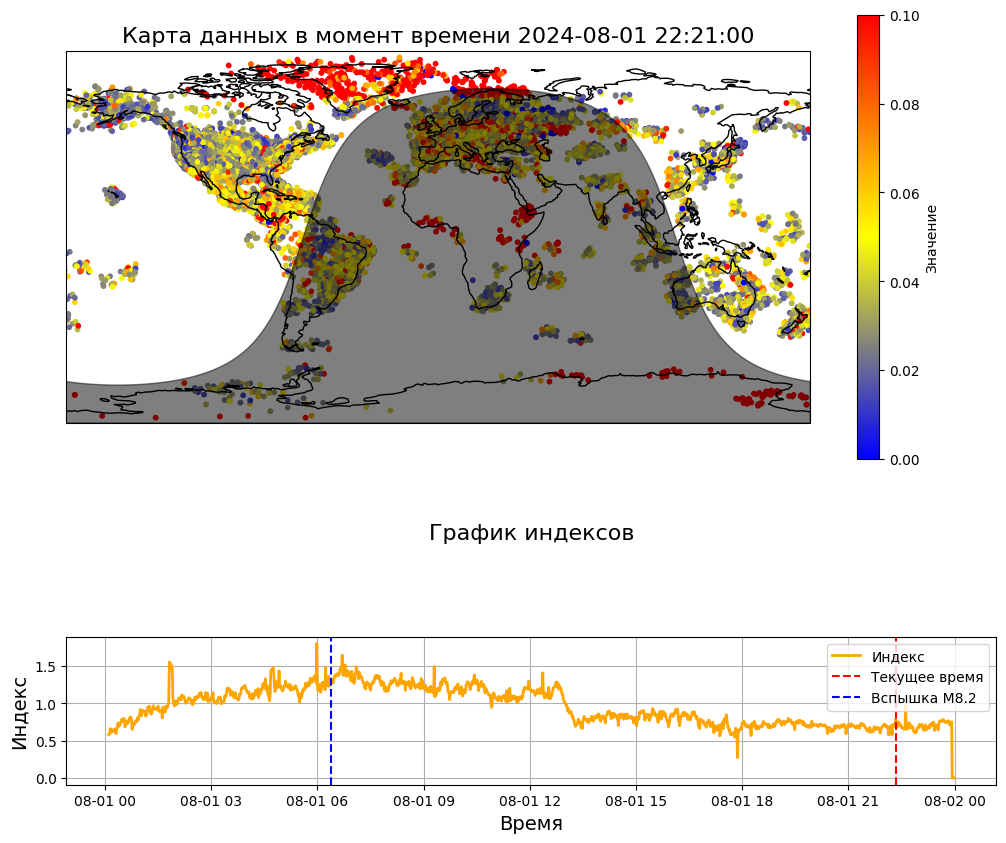 Карта данных в момент времени 2024-08-01 22:21:00
0.10
0.08
0.06
0.04
0.02
0.00
Значение
График индексов
Индекс
1.5
1.0
0.5
0.0
Индекс
Текущее время
Вспышка M8.2
08-01 00 08-01 03 08-01 06 08-01 09 08-01 12 08-01 15 08-01 18 08-01 21 08-02 00
Время